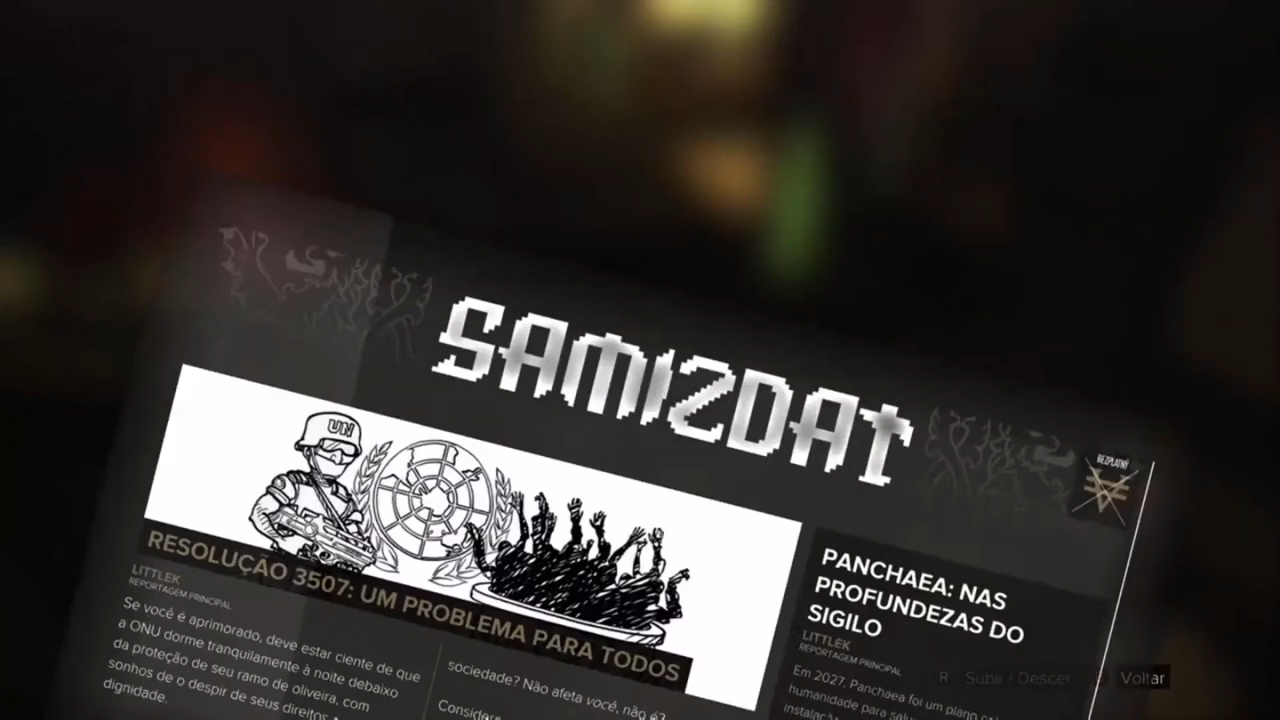 SAMIZDAT
BEZPLATNÝ
UN
RESOLUÇÃO 3507: UM PROBLEMA PARA TODOS
LITTLEK
REPORTAGEM PRINCIPAL
Se você é aprimorado, deve estar ciente de que
a ONU dorme tranquilamente à noite debaixo
da proteção de seu ramo de oliveira, com
sonhos de o despir de seus direitos
dignidade.
sociedade? Não afeta você, não é?
PANCHAEA: NAS
PROFUNDEZAS DO
SIGILO
LITTLEK
REPORTAGEM PRINCIPAL
Em 2027, Panchaea foi um plano
humanidade para
R Subir / Descer
Voltar